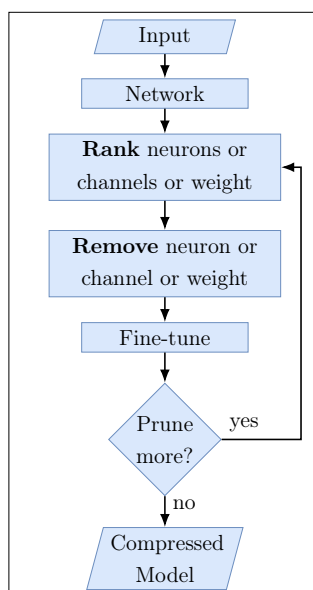 Input
Network
Rank neurons or
channels or weight
Remove neuron or
channel or weight
Fine-tune
Prune
more?
yes
no
Compressed
Model